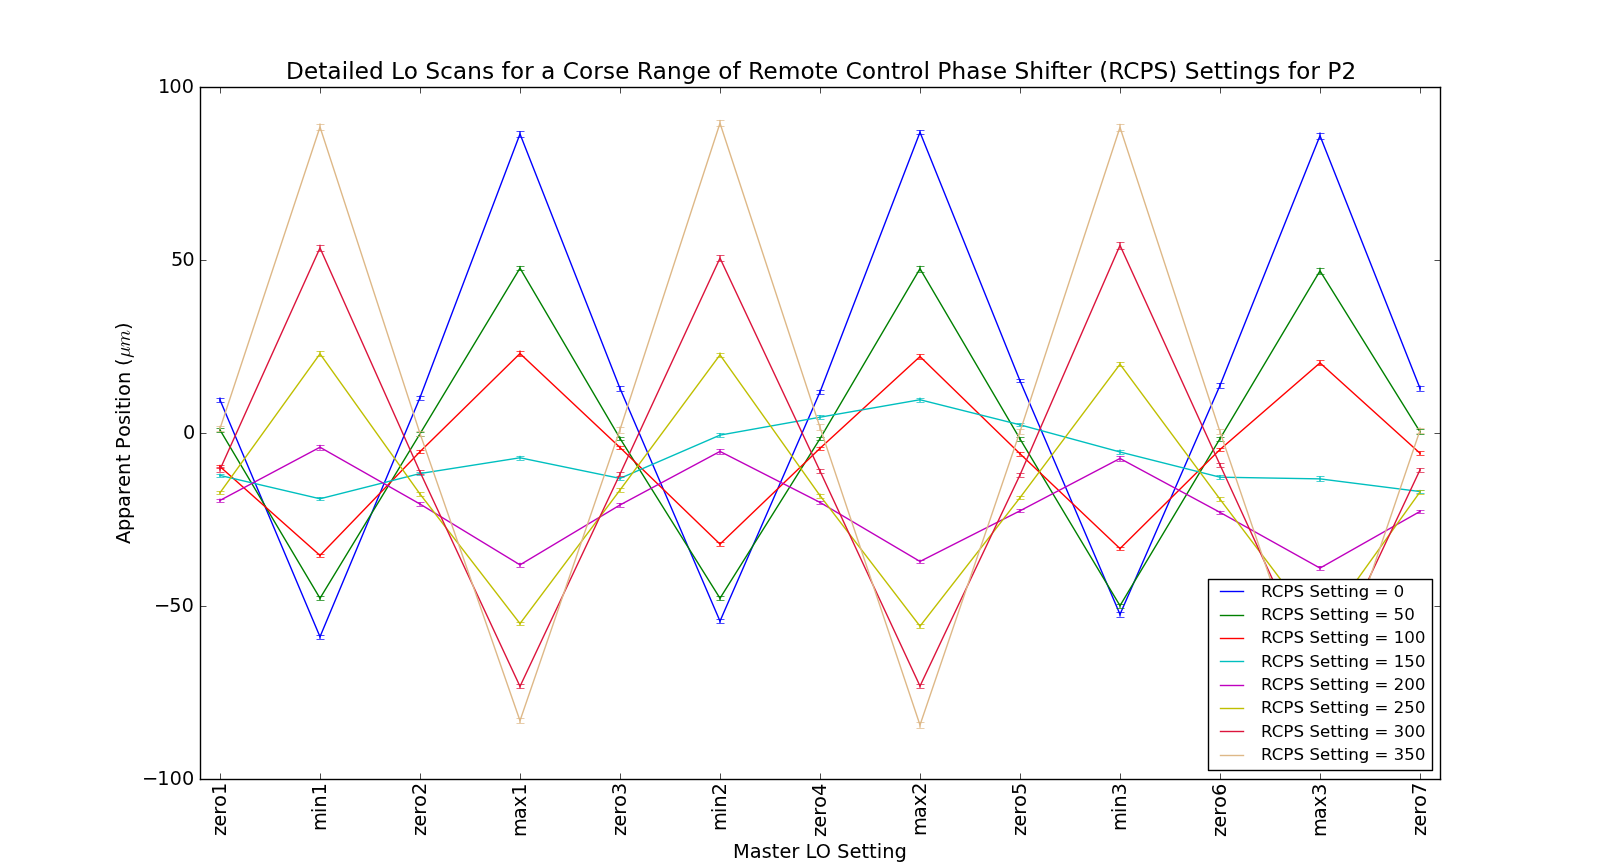 Detailed Lo Scans for a Corse Range of Remote Control Phase Shifter (RCPS) Settings for P2
100
50
0
−50
−100
Apparent Position (μm)
zero1
min1
zero2
max1
zero3
min2
zero4
max2
zero5
min3
zero6
max3
zero7
Master LO Setting
RCPS Setting = 0
RCPS Setting = 50
RCPS Setting = 100
RCPS Setting = 150
RCPS Setting = 200
RCPS Setting = 250
RCPS Setting = 300
RCPS Setting = 350